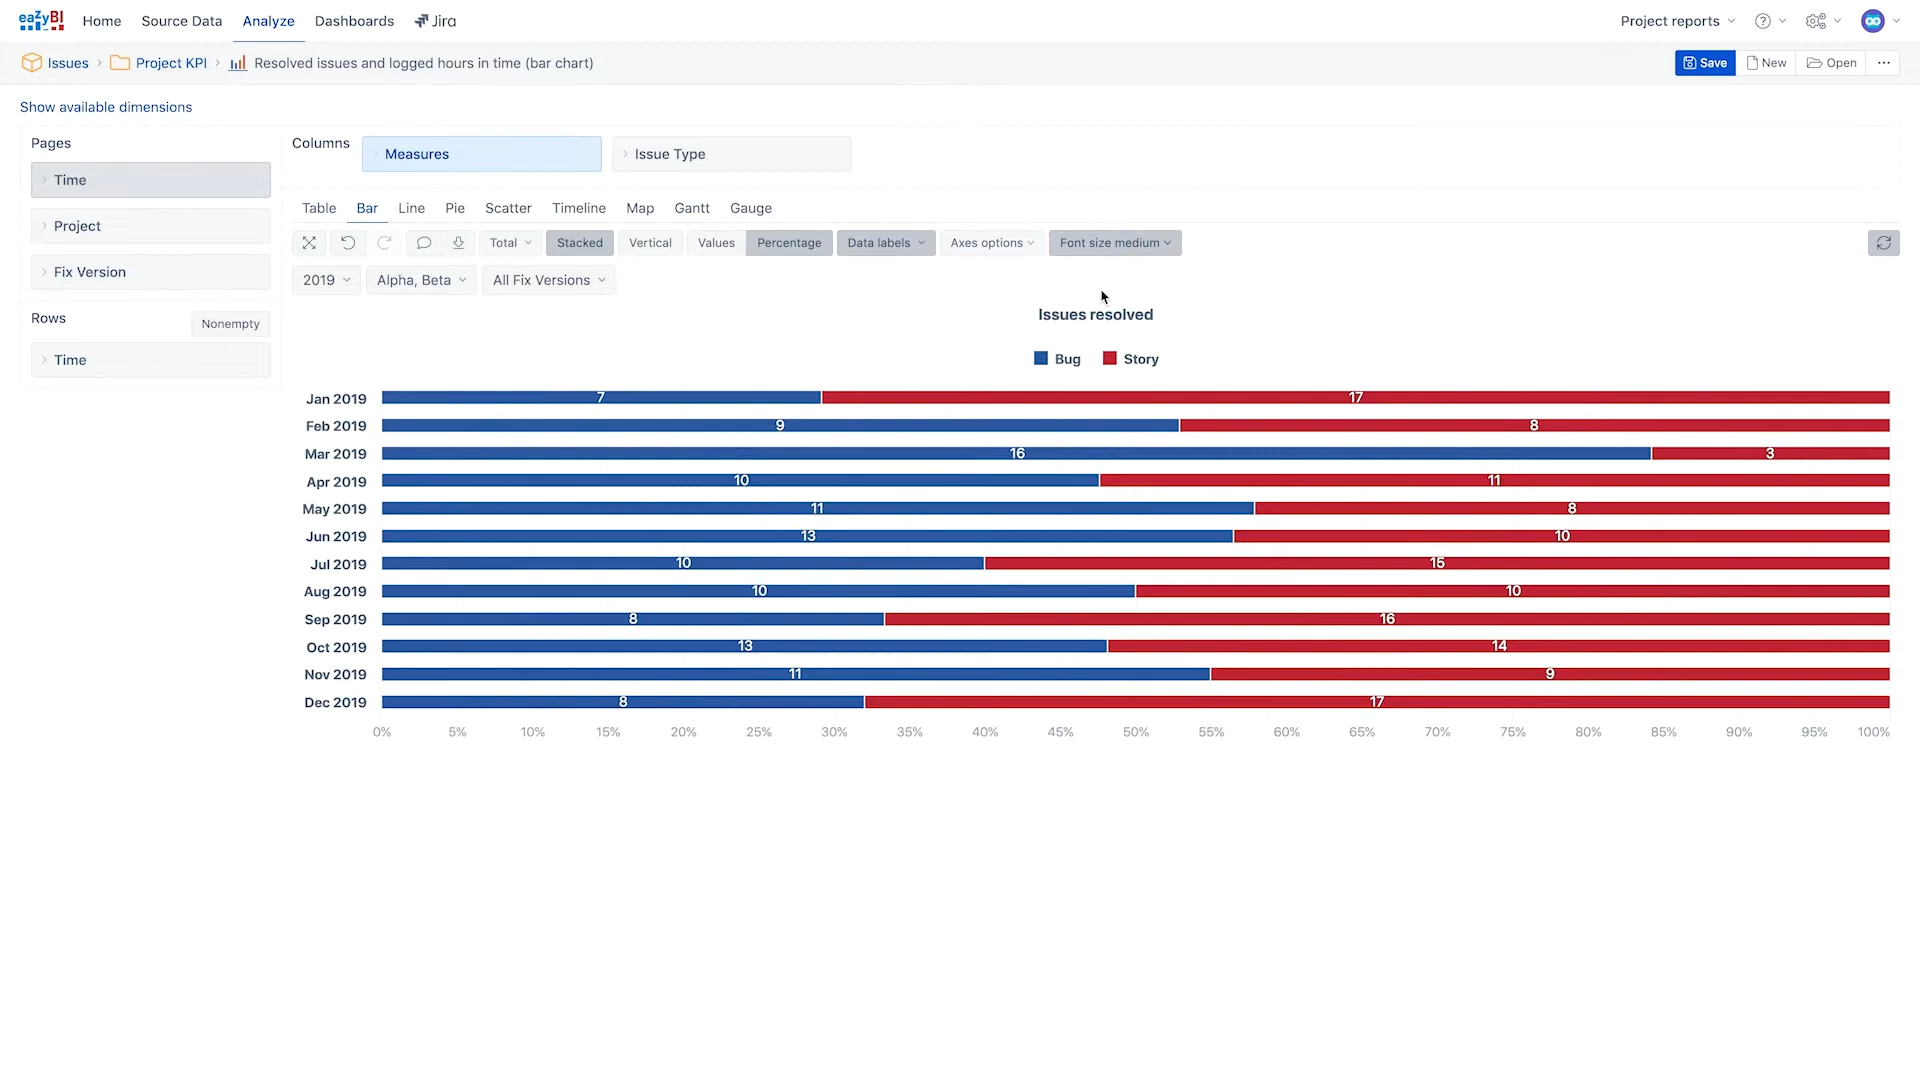 eazyBI Home Source Data Analyze Dashboards Jira Project reports
Issues Project KPI Resolved issues and logged hours in time (bar chart) Save New Open
Show available dimensions
Pages
Time
Project
Fix Version
Rows Nonempty
Time
Columns Measures Issue Type
Table Bar Line Pie Scatter Timeline Map Gantt Gauge
Total Stacked Vertical Values Percentage Data labels Axes options Font size medium
2019 Alpha, Beta All Fix Versions
Issues resolved
Bug Story
Jan 2019 7 17
Feb 2019 9 8
Mar 2019 16 3
Apr 2019 10 11
May 2019 11 8
Jun 2019 13 10
Jul 2019 10 15
Aug 2019 10 10
Sep 2019 8 16
Oct 2019 13 14
Nov 2019 11 9
Dec 2019 8 17
0% 5% 10% 15% 20% 25% 30% 35% 40% 45% 50% 55% 60% 65% 70% 75% 80% 85% 90% 95% 100%